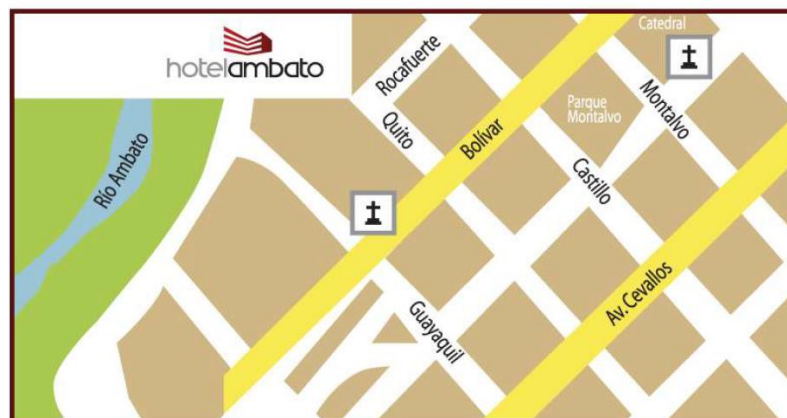 hotelambato
Catedral
Rocafuerte
Montalvo
Parque
Montalvo
Quito
Bolívar
Río Ambato
Castillo
Av. Cevallos
Guayaquil